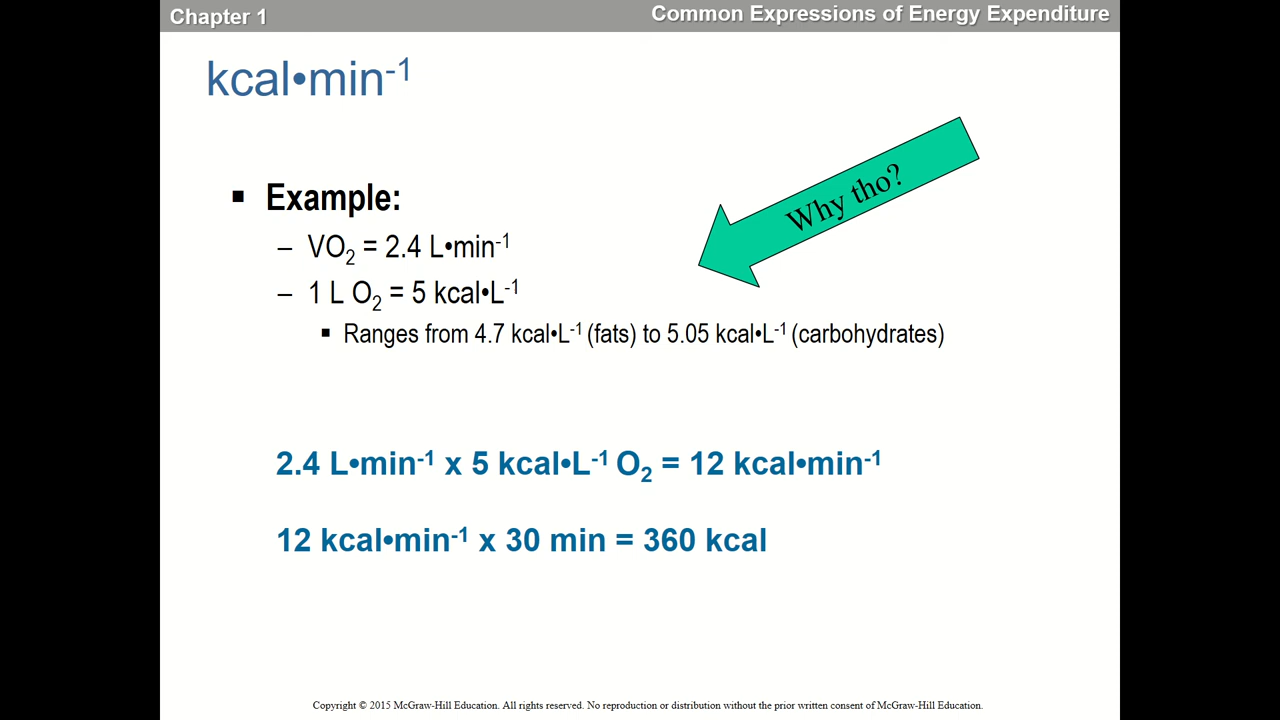 Chapter 1
Common Expressions of Energy Expenditure
kcal•min-1
Why tho?
▪ Example:
– VO2 = 2.4 L•min-1
– 1 L O2 = 5 kcal•L-1
▪ Ranges from 4.7 kcal•L-1 (fats) to 5.05 kcal•L-1 (carbohydrates)
2.4 L•min-1 x 5 kcal•L-1 O2 = 12 kcal•min-1
12 kcal•min-1 x 30 min = 360 kcal
Copyright © 2015 McGraw-Hill Education. All rights reserved. No reproduction or distribution without the prior written consent of McGraw-Hill Education.